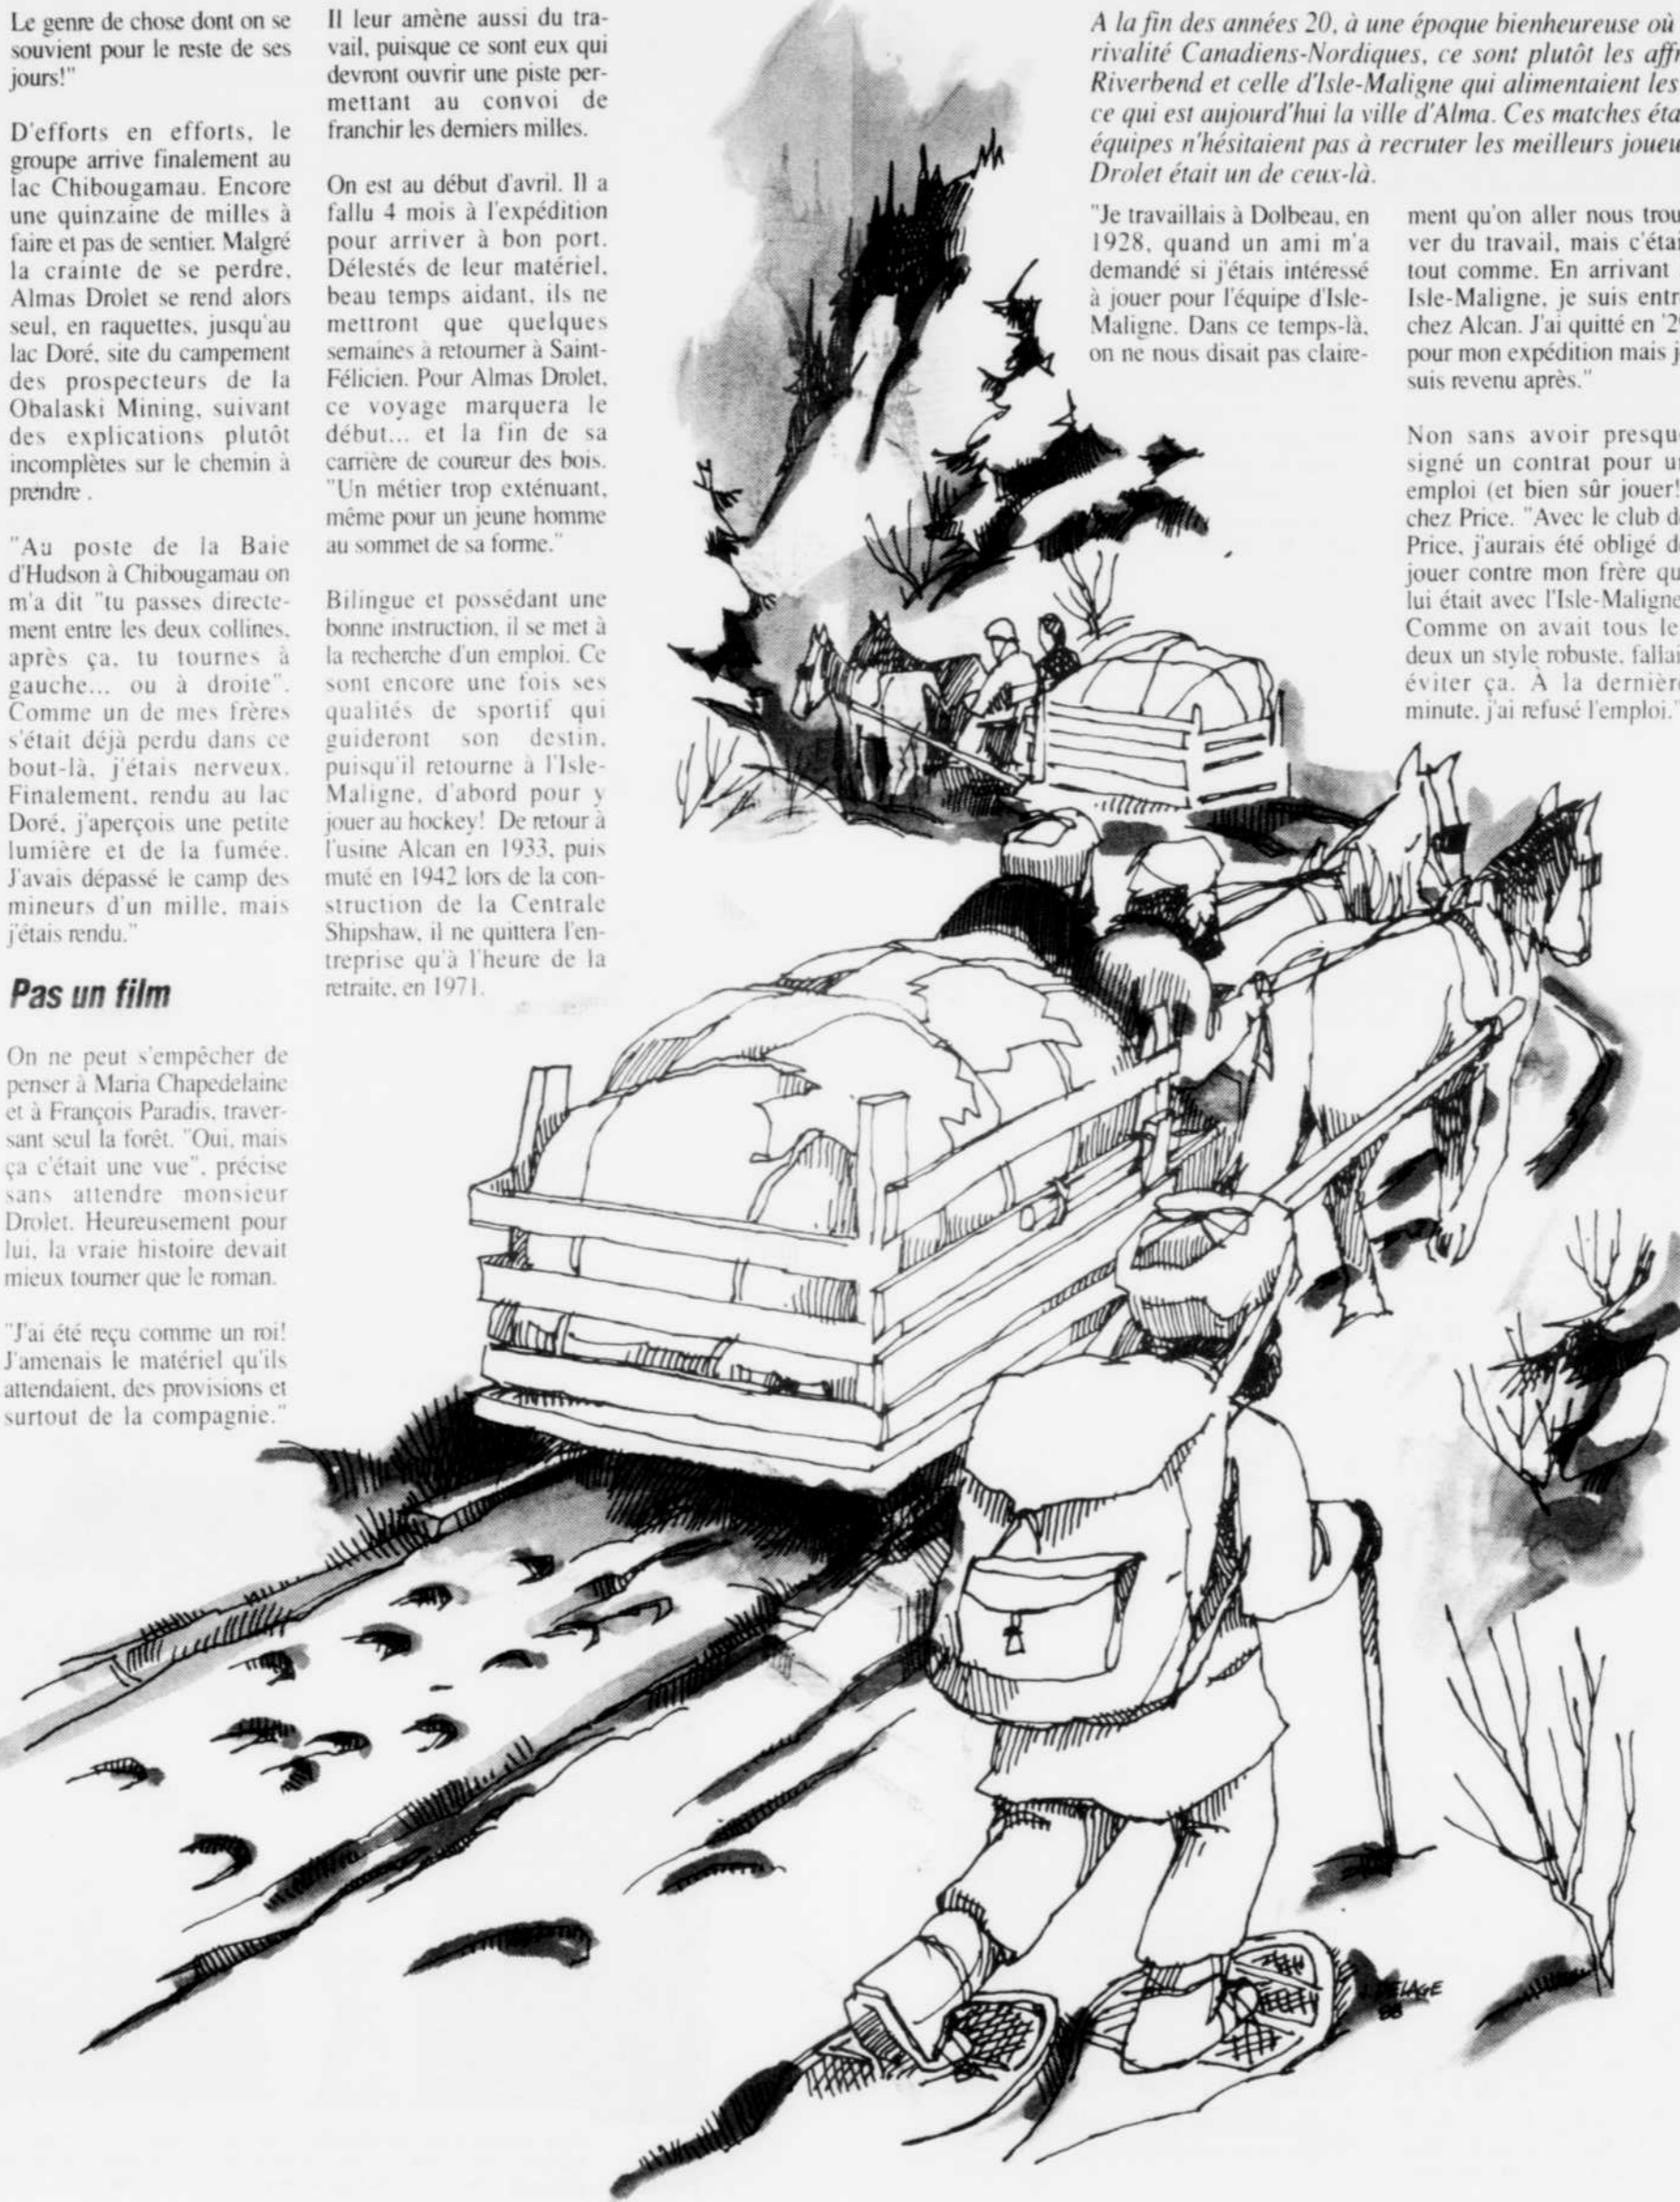 Le genre de chose dont on se
souvient pour le reste de ses
jours!"
D'efforts en efforts, le
groupe arrive finalement au
lac Chibougamau. Encore
une quinzaine de milles à
faire et pas de sentier. Malgré
la crainte de se perdre,
Almas Drolet se rend alors
seul, en raquettes, jusqu'au
lac Doré, site du campement
des prospecteurs de la
Obalaski Mining, suivant
des explications plutôt
incomplètes sur le chemin à
prendre .
"Au poste de la Baie
d'Hudson à Chibougamau on
m'a dit "tu passes directe-
ment entre les deux collines,
après ça, tu tournes à
gauche... ou à droite".
Comme un de mes frères
s'était déjà perdu dans ce
bout-là, j'étais nerveux.
Finalement, rendu au lac
Doré, j'aperçois une petite
lumière et de la fumée.
J'avais dépassé le camp des
mineurs d'un mille, mais
j'étais rendu."
Pas un film
On ne peut s'empêcher de
penser à Maria Chapedelaine
et à François Paradis, traver-
sant seul la forêt. "Oui, mais
ça c'était une vue", précise
sans attendre monsieur
Drolet. Heureusement pour
lui, la vraie histoire devait
mieux tourner que le roman.
"J'ai été reçu comme un roi!
J'amenais le matériel qu'ils
attendaient, des provisions et
surtout de la compagnie."
Il leur amène aussi du tra-
vail, puisque ce sont eux qui
devront ouvrir une piste per-
mettant au convoi de
franchir les derniers milles.
On est au début d'avril. Il a
fallu 4 mois à l'expédition
pour arriver à bon port.
Délestés de leur matériel,
beau temps aidant, ils ne
mettront que quelques
semaines à retourner à Saint-
Félicien. Pour Almas Drolet,
ce voyage marquera le
début... et la fin de sa
carrière de coureur des bois.
"Un métier trop exténuant,
même pour un jeune homme
au sommet de sa forme."
Bilingue et possédant une
bonne instruction, il se met à
la recherche d'un emploi. Ce
sont encore une fois ses
qualités de sportif qui
guideront son destin,
puisqu'il retourne à l'Isle-
Maligne, d'abord pour y
jouer au hockey! De retour à
l'usine Alcan en 1933, puis
muté en 1942 lors de la con-
struction de la Centrale
Shipshaw, il ne quittera l'en-
treprise qu'à l'heure de la
retraite, en 1971.
A la fin des années 20, à une époque bienheureuse où
rivalité Canadiens-Nordiques, ce sont plutôt les affr
Riverbend et celle d'Isle-Maligne qui alimentaient les
ce qui est aujourd'hui la ville d'Alma. Ces matches éta
équipes n'hésitaient pas à recruter les meilleurs joueu
Drolet était un de ceux-là.
"Je travaillais à Dolbeau, en
1928, quand un ami m'a
demandé si j'étais intéressé
à jouer pour l'équipe d'Isle-
Maligne. Dans ce temps-là,
on ne nous disait pas claire-
ment qu'on aller nous trou
ver du travail, mais c'étai
tout comme. En arrivant
Isle-Maligne, je suis entr
chez Alcan. J'ai quitté en '2
pour mon expédition mais j
suis revenu après."
Non sans avoir presqu
signé un contrat pour u
emploi (et bien sûr jouer!
chez Price. "Avec le club d
Price, j'aurais été obligé d
jouer contre mon frère qu
lui était avec l'Isle-Maligne
Comme on avait tous le
deux un style robuste, fallai
éviter ça. À la dernièr
minute, j'ai refusé l'emploi."
DELAGE
88